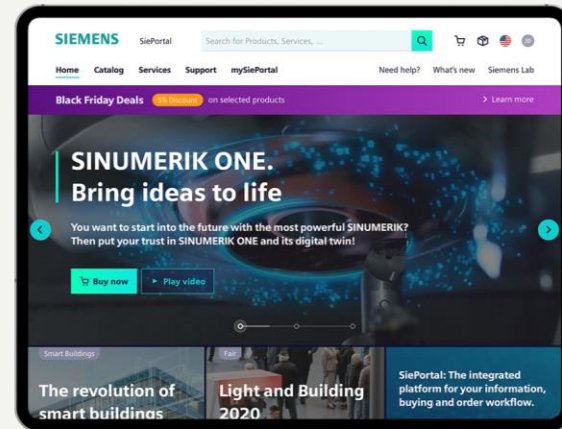 SIEMENS
SiePortal
Search for Products, Services, ...
Home Catalog Services Support mySiePortal
Need help? What's new Siemens Lab
Black Friday Deals 5% Discount on selected products
Learn more
SINUMERIK ONE.
Bring ideas to life
You want to start into the future with the most powerful SINUMERIK?
Then put your trust in SINUMERIK ONE and its digital twin!
Buy now Play video
Smart Buildings
The revolution of
smart buildings
Fair
Light and Building
2020
SiePortal: The integrated
platform for your information,
buying and order workflow.